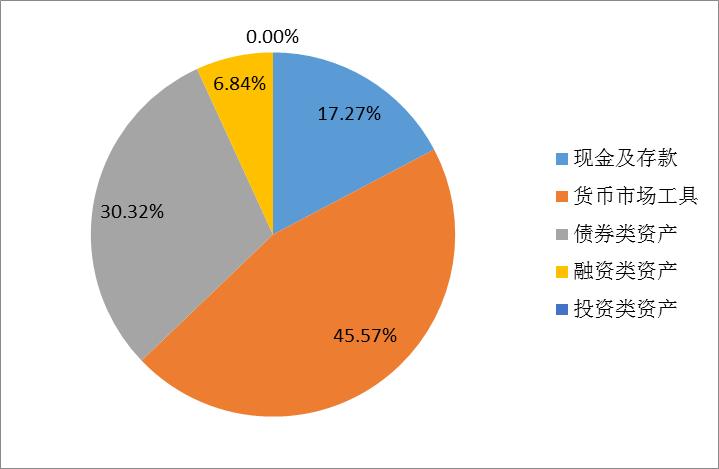 0.00%
6.84%
17.27%
30.32%
45.57%
现金及存款
货币市场工具
债券类资产
融资类资产
投资类资产